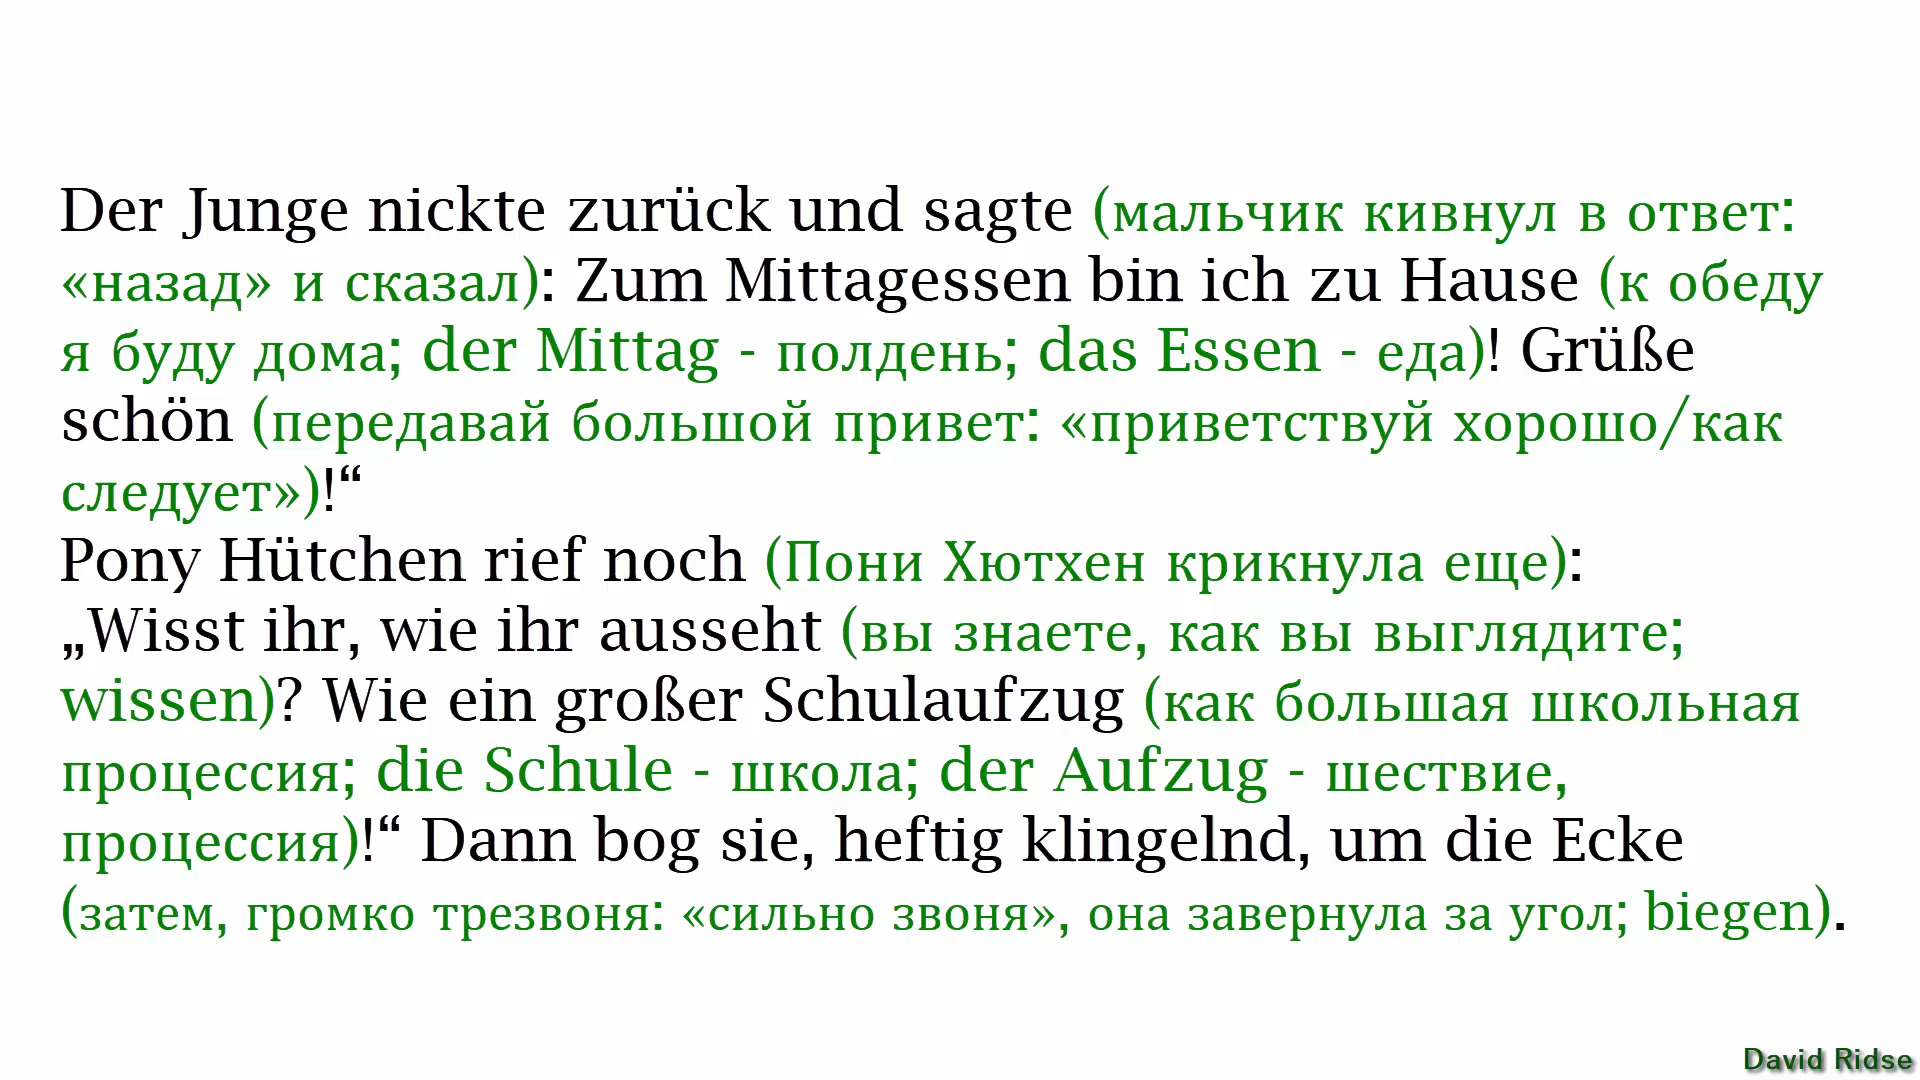 Der Junge nickte zurück und sagte (мальчик кивнул в ответ:
«назад» и сказал): Zum Mittagessen bin ich zu Hause (к обеду
я буду дома; der Mittag - полдень; das Essen - еда)! Grüße
schön (передавай большой привет: «приветствуй хорошо/как
следует»)!“
Pony Hütchen rief noch (Пони Хютхен крикнула еще):
„Wisst ihr, wie ihr ausseht (вы знаете, как вы выглядите;
wissen)? Wie ein großer Schulaufzug (как большая школьная
процессия; die Schule - школа; der Aufzug - шествие,
процессия)!“ Dann bog sie, heftig klingelnd, um die Ecke
(затем, громко трезвоня: «сильно звоня», она завернула за угол; biegen).
David Ridse